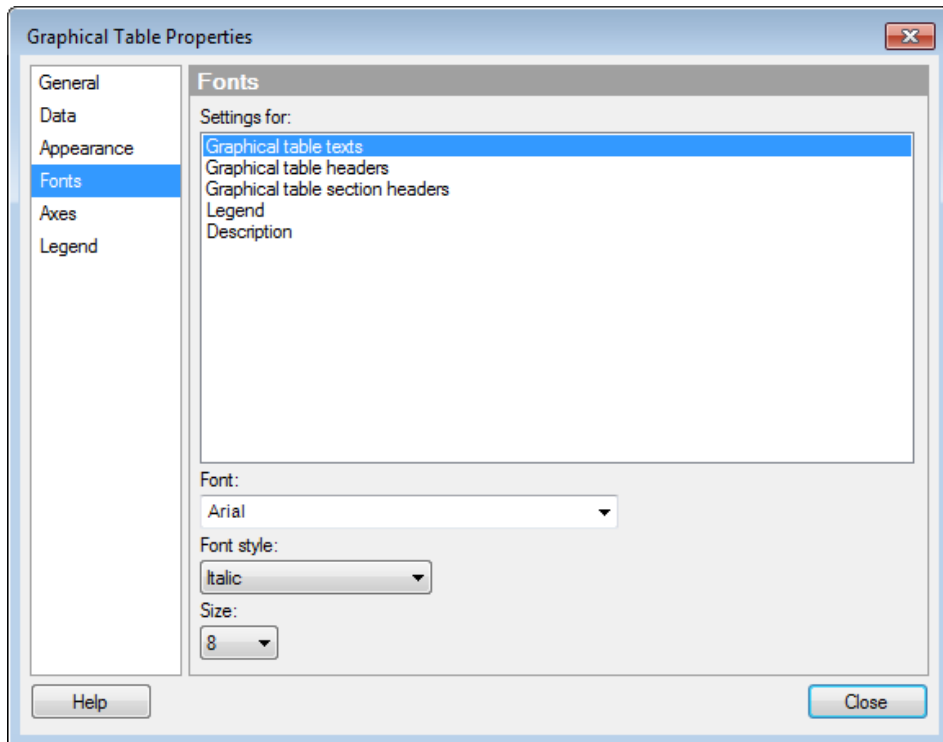 Graphical Table Properties
General
Data
Appearance
Fonts
Axes
Legend
Fonts
Settings for:
Graphical table texts
Graphical table headers
Graphical table section headers
Legend
Description
Font:
Arial
Font style:
Italic
Size:
8
Help
Close